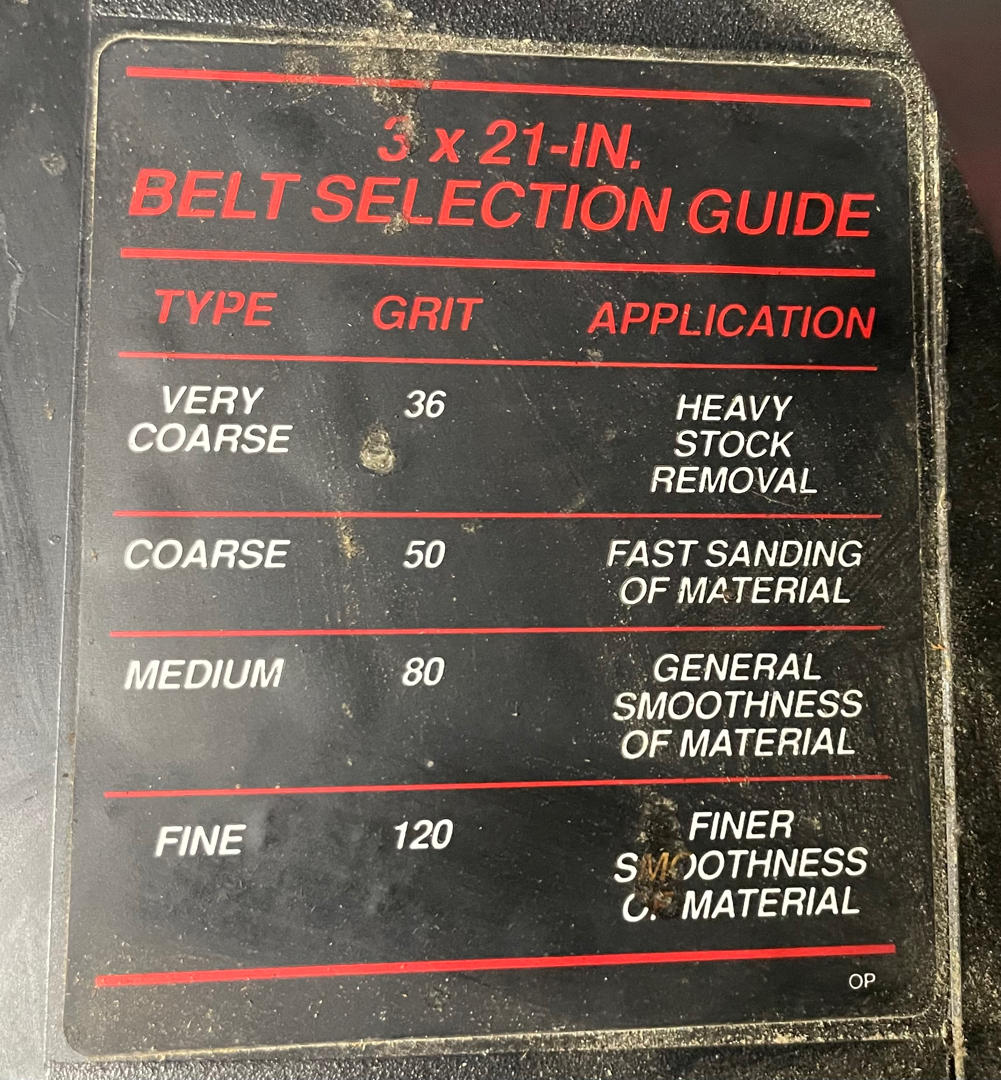 3 x 21-IN.
BELT SELECTION GUIDE
TYPE GRIT APPLICATION
VERY COARSE 36 HEAVY
STOCK
REMOVAL
COARSE 50 FAST SANDING
OF MATERIAL
MEDIUM 80 GENERAL
SMOOTHNESS
OF MATERIAL
FINE 120 FINER
SMOOTHNESS
OF MATERIAL
OP